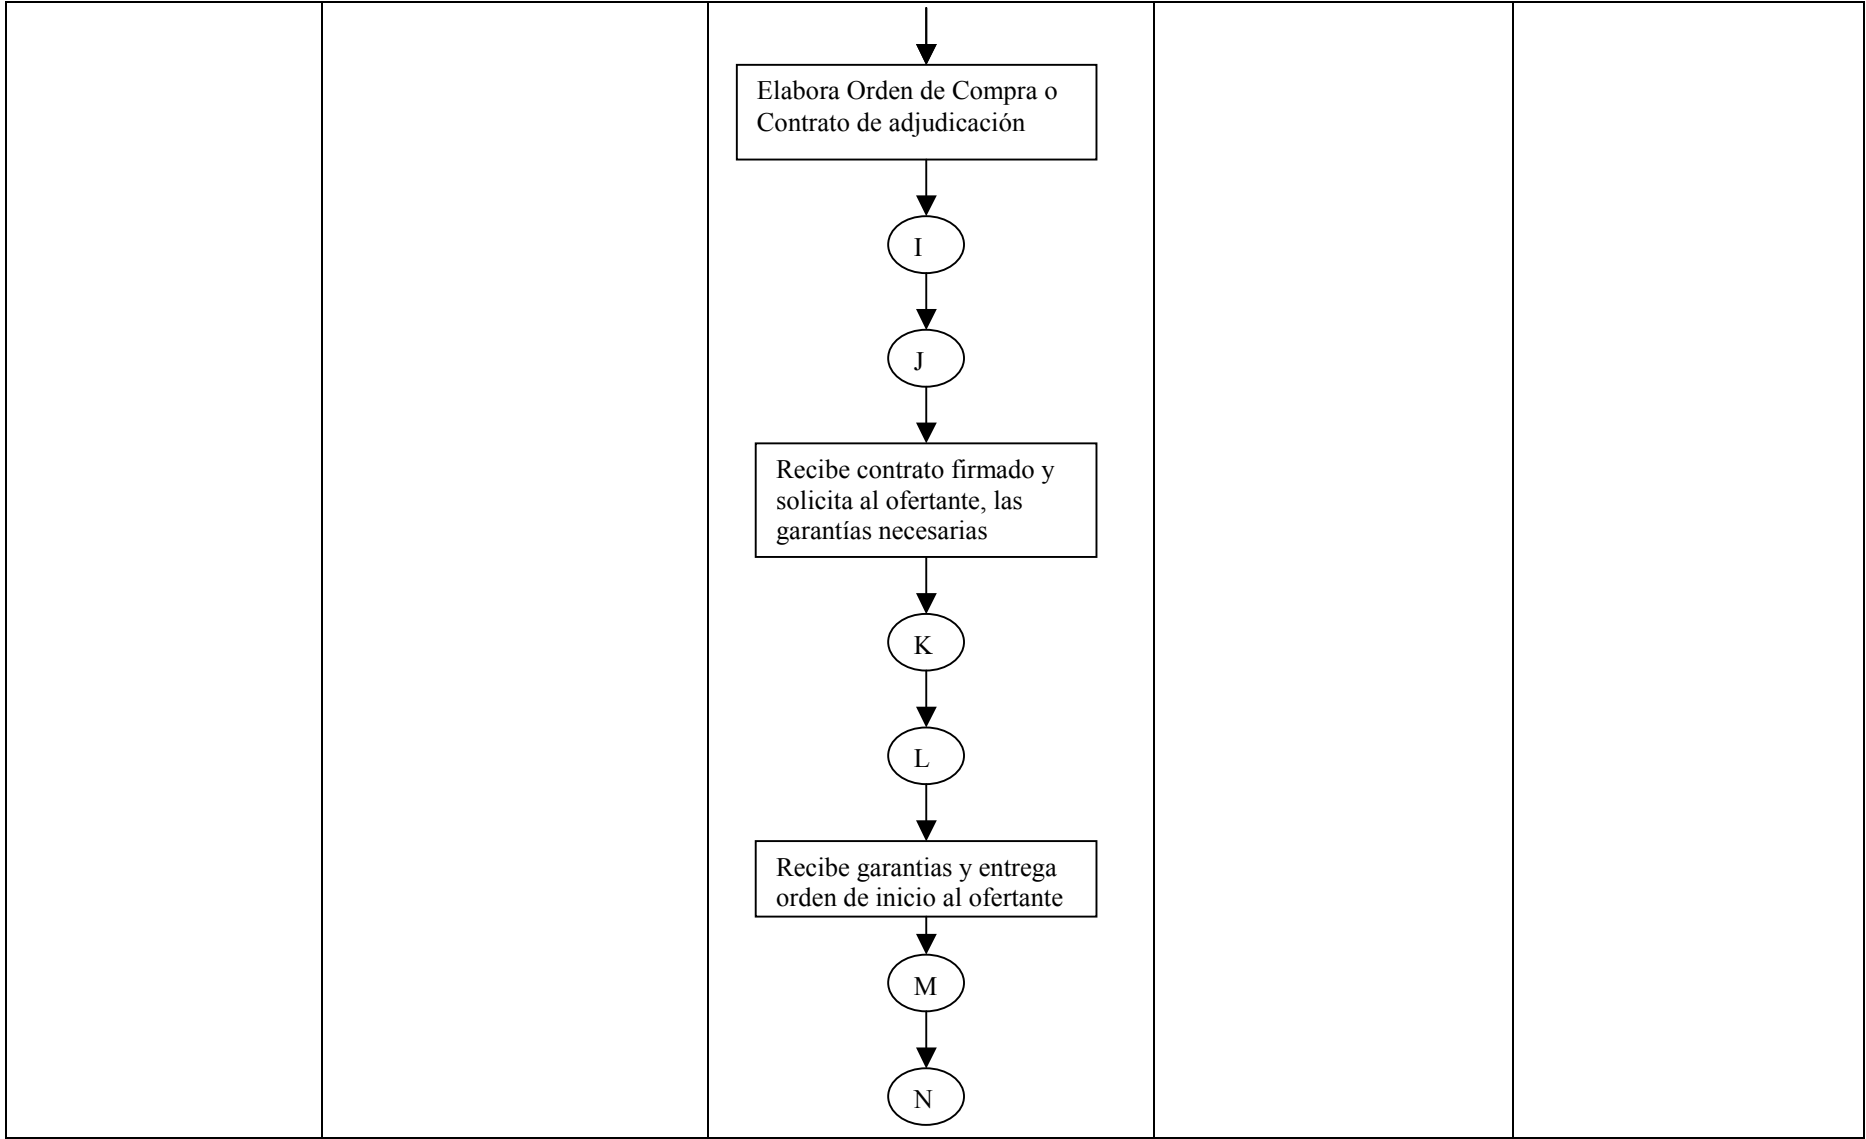 Elabora Orden de Compra o
Contrato de adjudicación
I
J
Recibe contrato firmado y
solicita al ofertante, las
garantías necesarias
K
L
Recibe garantias y entrega
orden de inicio al ofertante
M
N